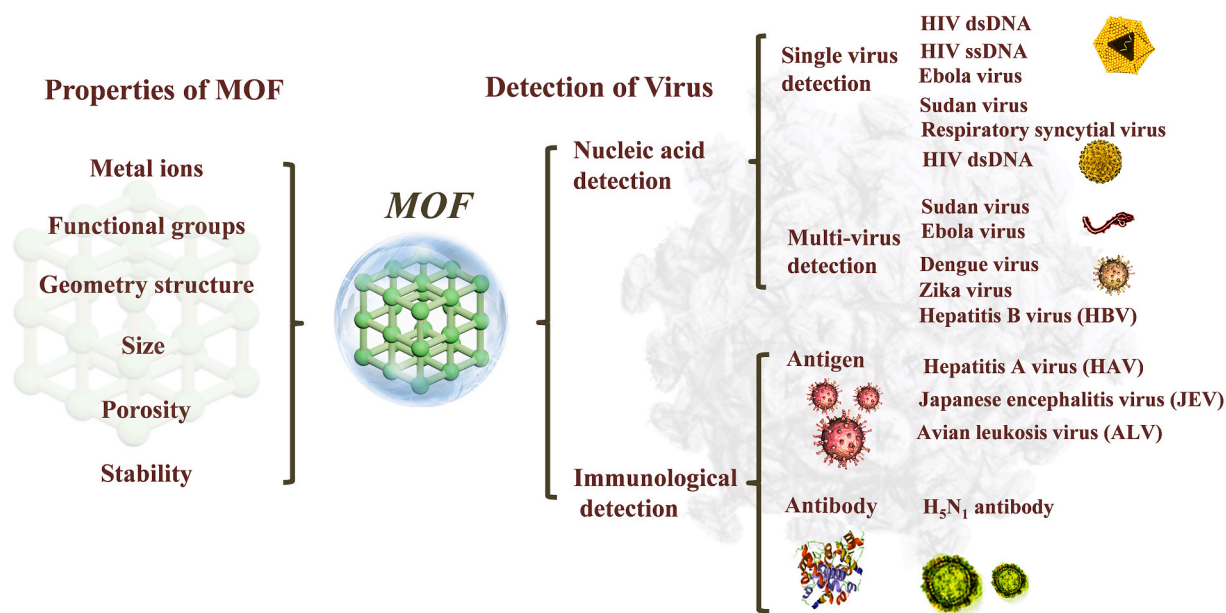 Properties of MOF
Metal ions
Functional groups
Geometry structure
Size
Porosity
Stability
MOF
Detection of Virus
Nucleic acid
detection
Single virus
detection
HIV dsDNA
HIV ssDNA
Ebola virus
Sudan virus
Respiratory syncytial virus
HIV dsDNA
Multi-virus
detection
Sudan virus
Ebola virus
Dengue virus
Zika virus
Hepatitis B virus (HBV)
Immunological
detection
Antigen
Hepatitis A virus (HAV)
Japanese encephalitis virus (JEV)
Avian leukosis virus (ALV)
Antibody
H₅N₁ antibody